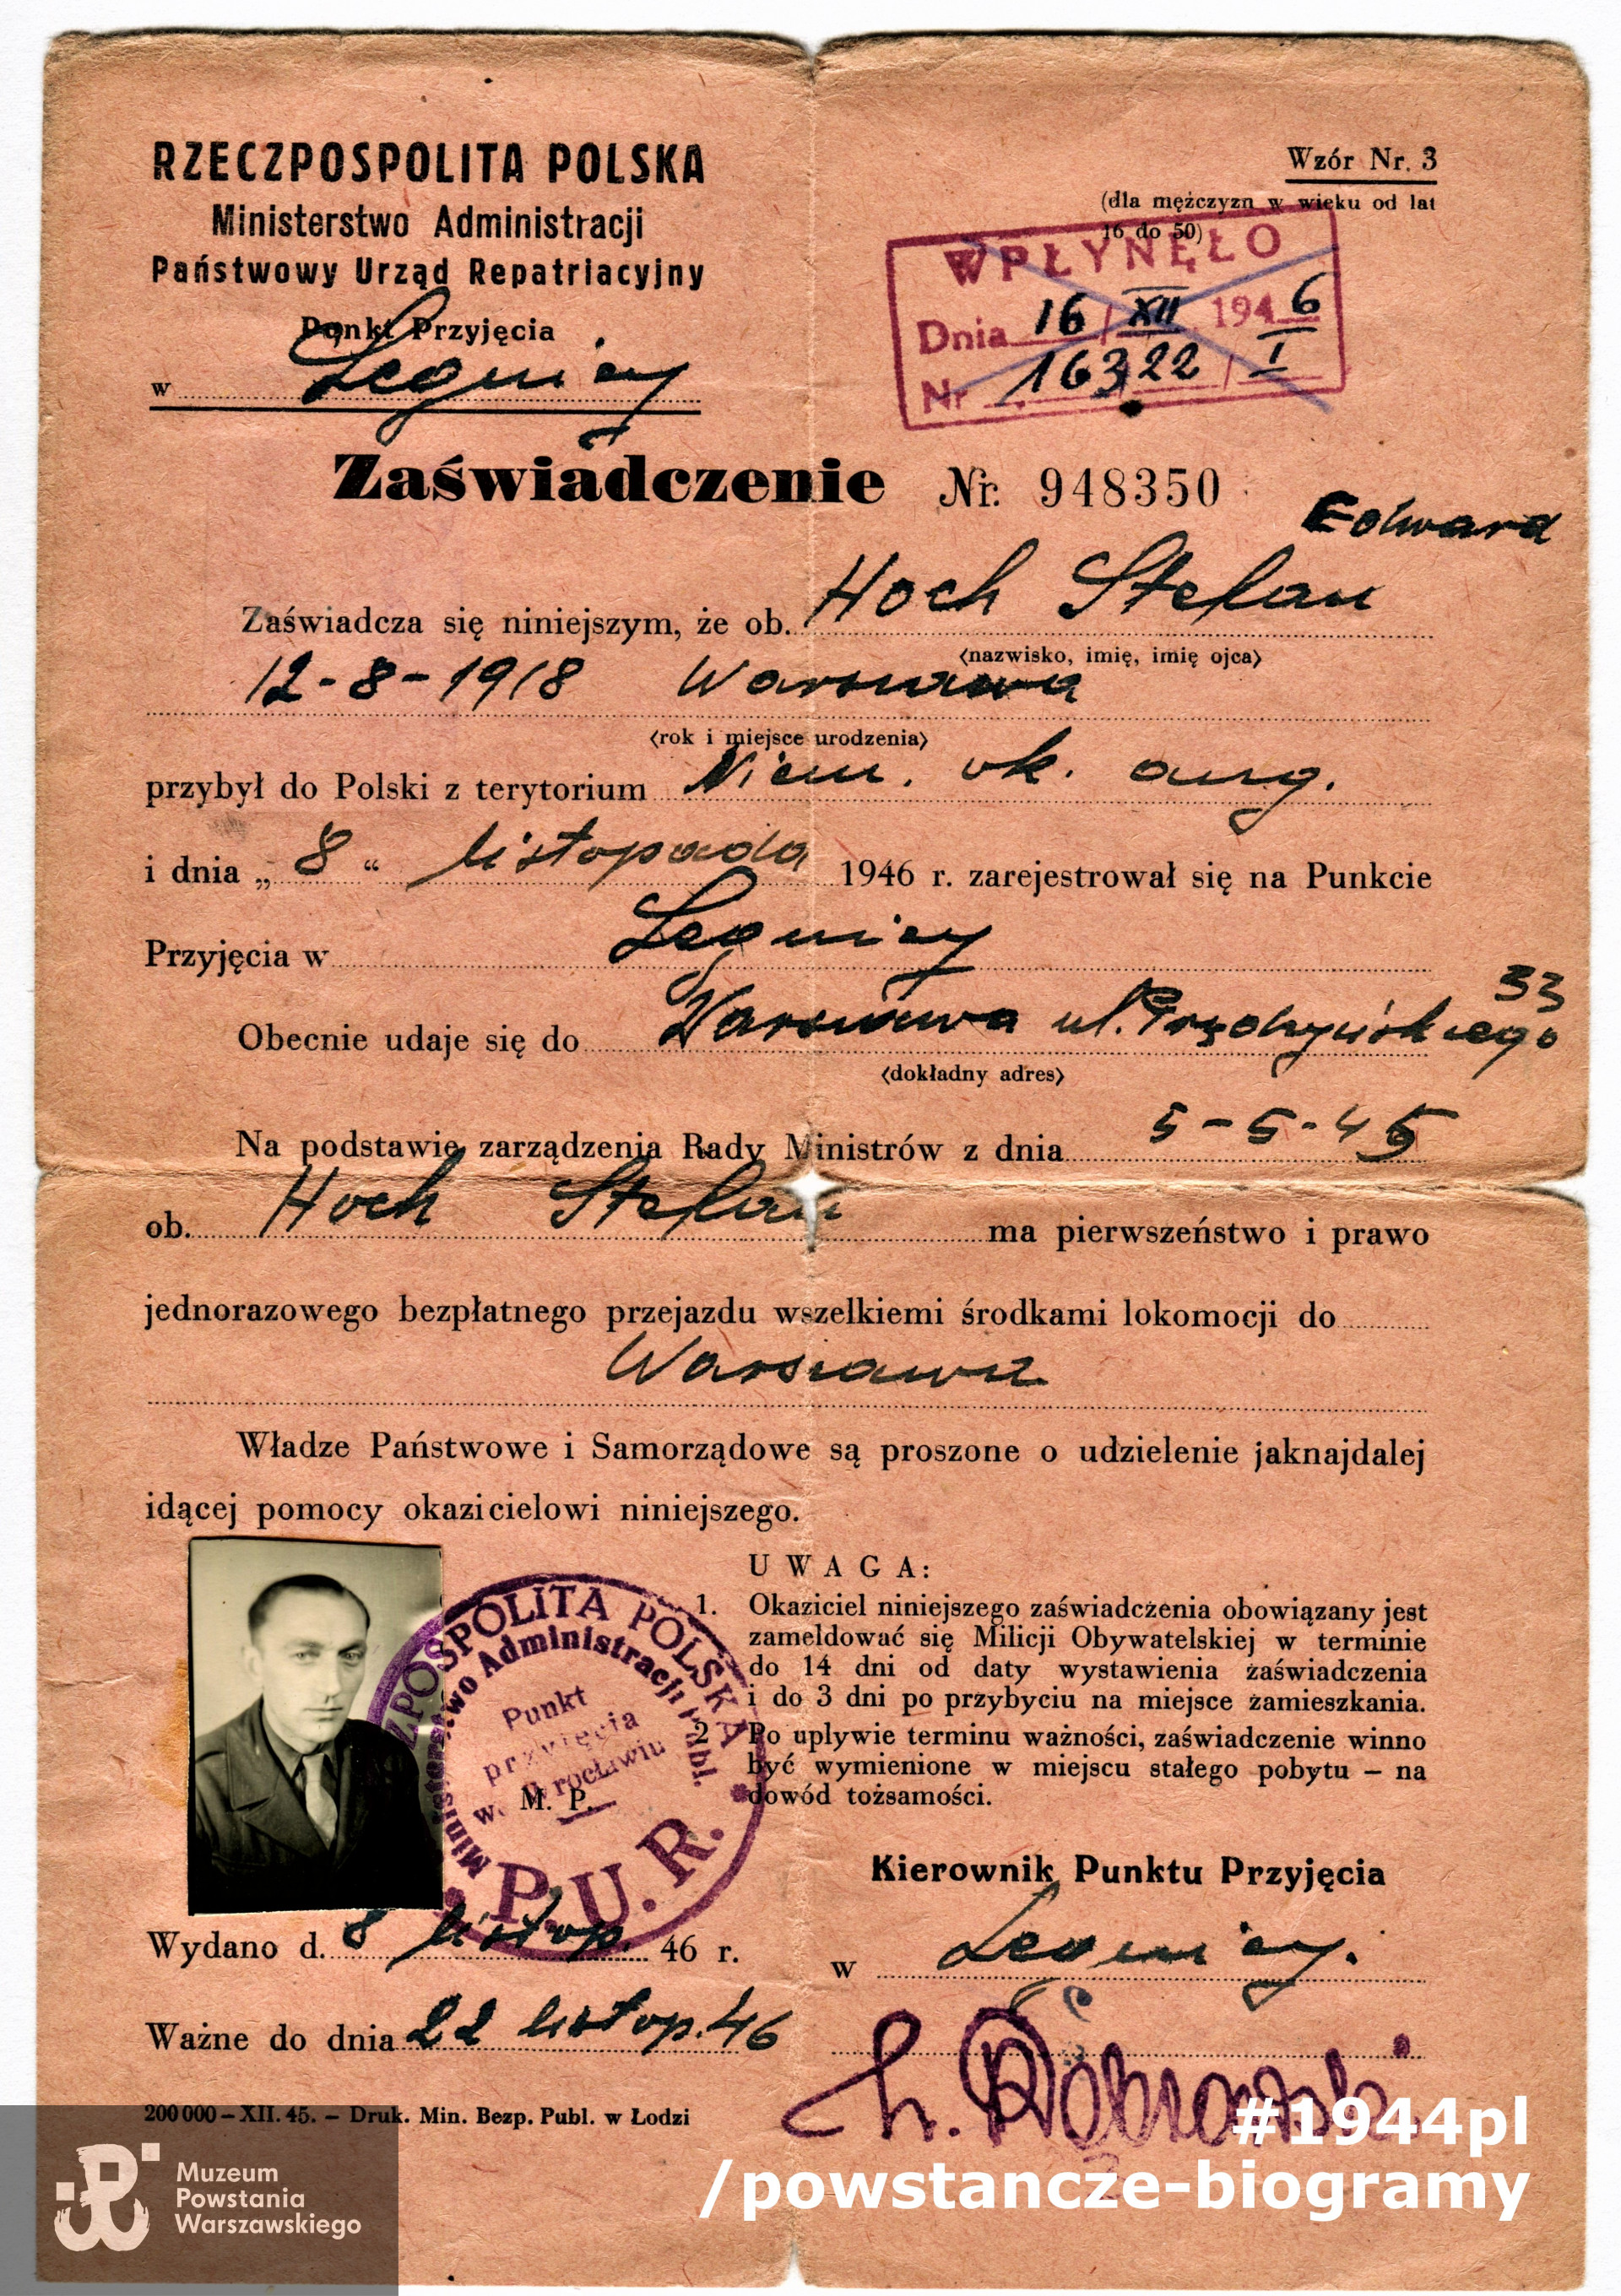 RZECZPOSPOLITA POLSKA
Ministerstwo Administracji
Państwowy Urząd Repatriacyjny
Punkt Przyjęcia
w Legnicy
Wzór Nr. 3
(dla mężczyzn w wieku od lat
16 do 50)
WPŁYNĘŁO
Dnia 16 / XII 1946
Nr 16322 / I
Zaświadczenie Nr. 948350
Edward
Zaświadcza się niniejszym, że ob. Hoch Stefan
(nazwisko, imię, imię ojca)
12-8-1918 Warszawa
(rok i miejsce urodzenia)
przybył do Polski z terytorium Niem. ok. ang.
i dnia „8“ listopada 1946 r. zarejestrował się na Punkcie
Przyjęcia w Legnicy
33
Obecnie udaje się do Warszawa ul.
(dokładny adres)
Na podstawie zarządzenia Rady Ministrów z dnia 5-5-45
ob. Hoch Stefan ma pierwszeństwo i prawo
jednorazowego bezpłatnego przejazdu wszelkiemi środkami lokomocji do
Warszawa
Władze Państwowe i Samorządowe są proszone o udzielenie jaknajdalej
idącej pomocy okazicielowi niniejszego.
UWAGA:
1. Okaziciel niniejszego zaświadczenia obowiązany jest
zameldować się Milicji Obywatelskiej w terminie
do 14 dni od daty wystawienia zaświadczenia
i do 3 dni po przybyciu na miejsce zamieszkania.
2 Po uplywie terminu ważności, zaświadczenie winno
być wymienione w miejscu stałego pobytu – na
dowód tożsamości.
RZECZPOSPOLITA POLSKA
Ministerstwo Administracji Publ.
Punkt
przyjęcia
we Wrocławiu
M. P.
P.U.R.
Kierownik Punktu Przyjęcia
w Legnicy.
Wydano d. 8 listop. 46 r.
Ważne do dnia 22 listop. 46
Dobrowolski
200 000 – XII. 45. – Druk. Min. Bezp. Publ. w Łodzi
Muzeum
Powstania
Warszawskiego
#1944pl
/powstancze-biogramy